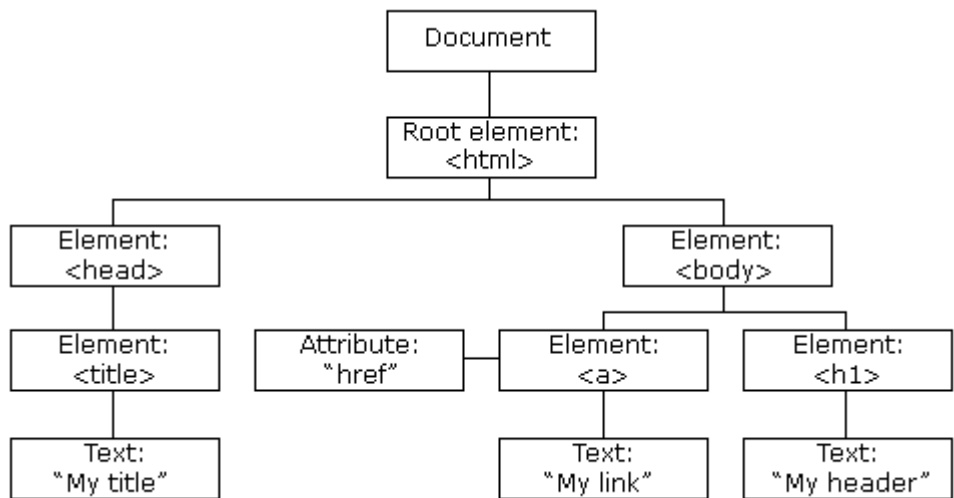 Document
Root element:
<html>
Element:
<head>
Element:
<body>
Element:
<title>
Attribute:
“href”
Element:
<a>
Element:
<h1>
Text:
“My title”
Text:
“My link”
Text:
“My header”